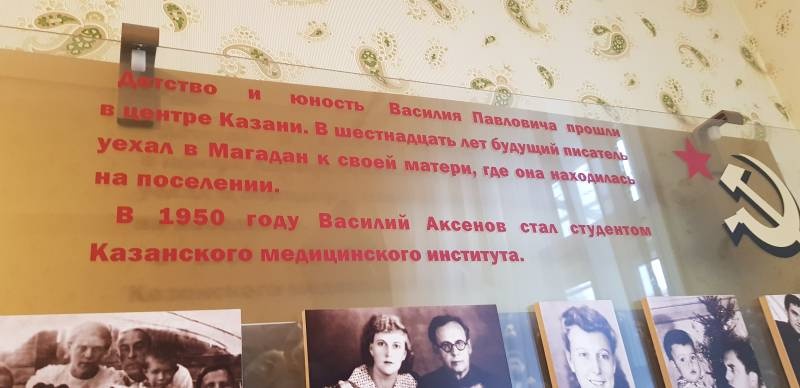 Детство и юность Василия Павловича прошли
в центре Казани. В шестнадцать лет будущий писатель
уехал в Магадан к своей матери, где она находилась
на поселении.
В 1950 году Василий Аксенов стал студентом
Казанского медицинского института.